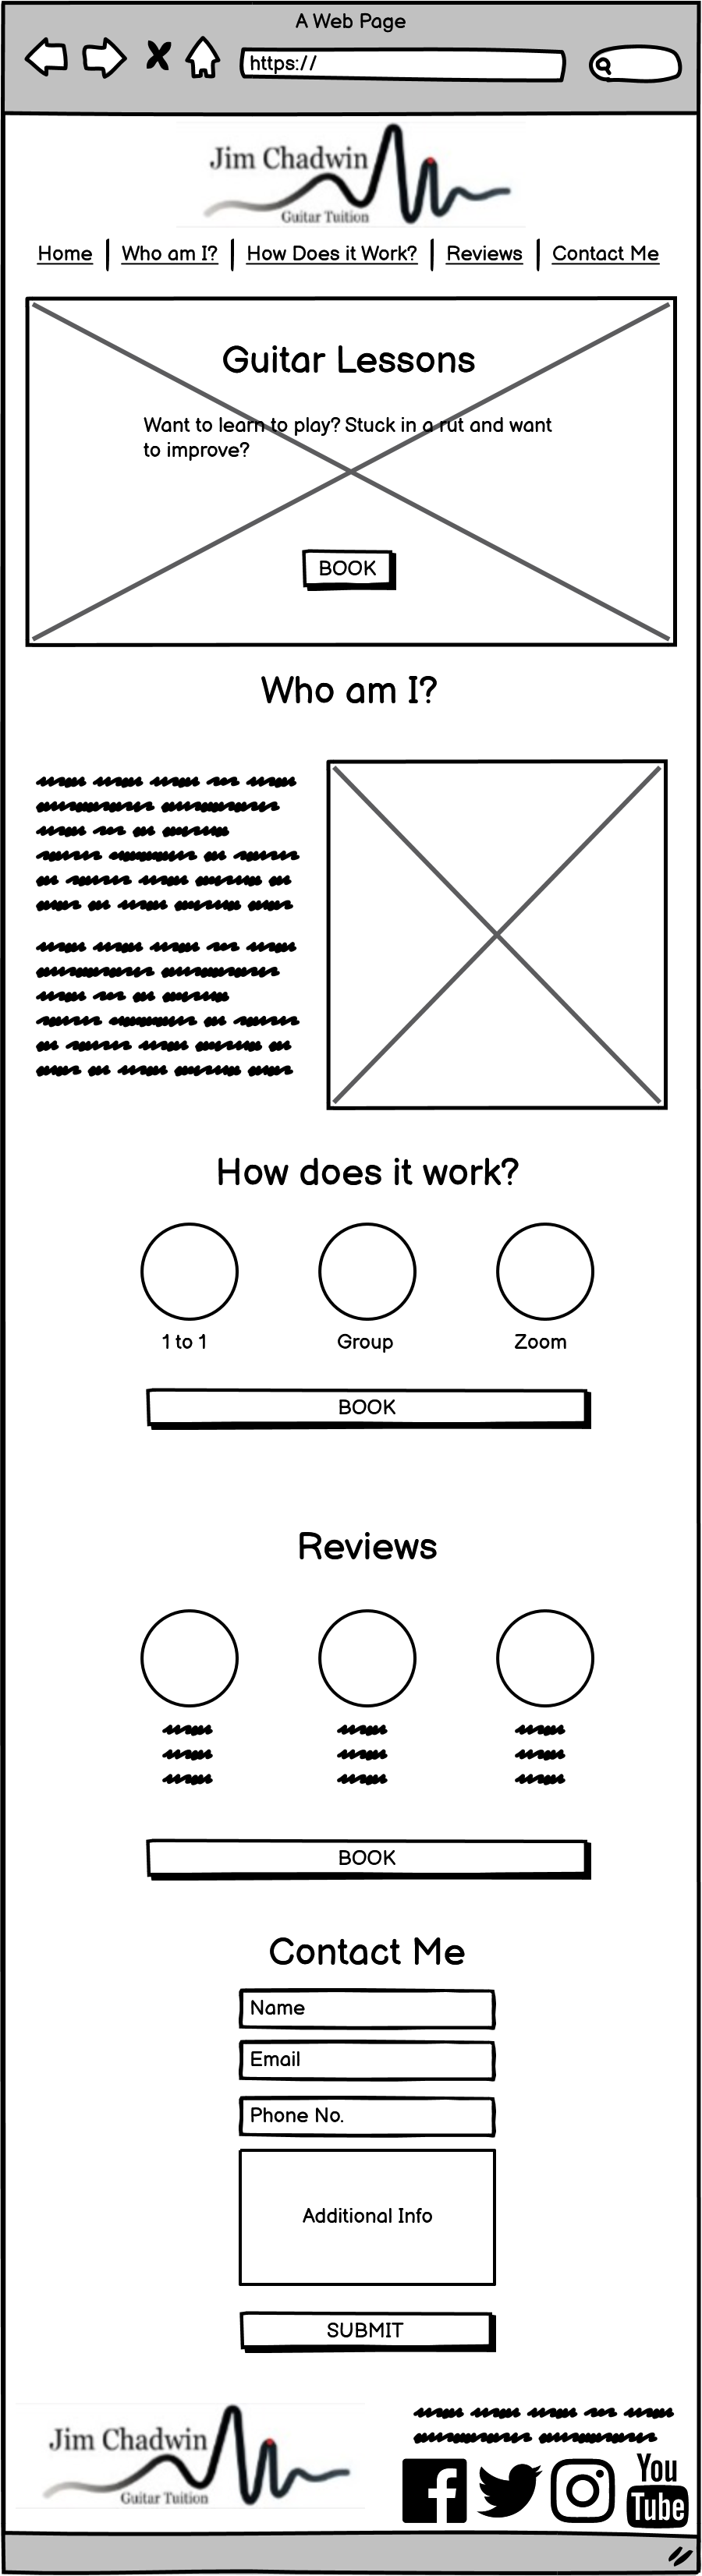 A Web Page
https://
Jim Chadwin
Guitar Tuition
Home | Who am I? | How Does it Work? | Reviews | Contact Me
Guitar Lessons
Want to learn to play? Stuck in a rut and want
to improve?
BOOK
Who am I?
How does it work?
1 to 1 Group Zoom
BOOK
Reviews
BOOK
Contact Me
Name
Email
Phone No.
Additional Info
SUBMIT
Jim Chadwin
Guitar Tuition
You
Tube